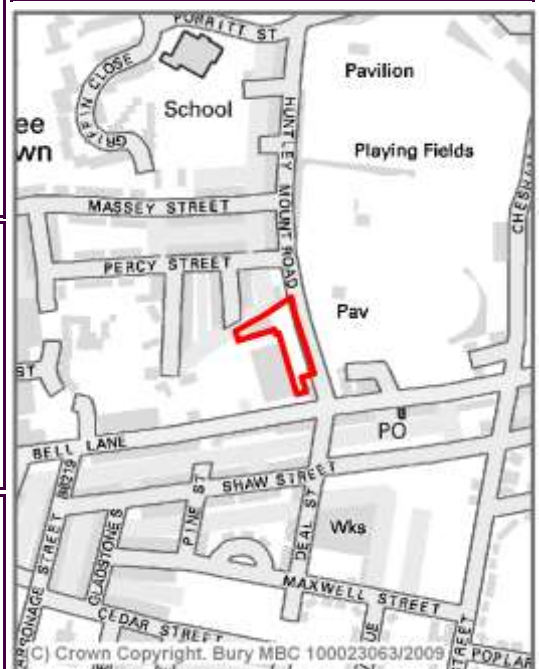 PORRITT ST
Pavilion
GRIFFIN CLOSE
School
ee
wn
HUNTLEY MOUNT ROAD
Playing Fields
MASSEY STREET
PERCY STREET
Pav
ST
PO
BELL LANE
B6219
SHAW STREET
PINE ST
DEAL ST
Wks
GLADSTONE S
MAXWELL STREET
CEDAR STREET
UE
STREET
POPLAR
(C) Crown Copyright. Bury MBC 100023063/2009